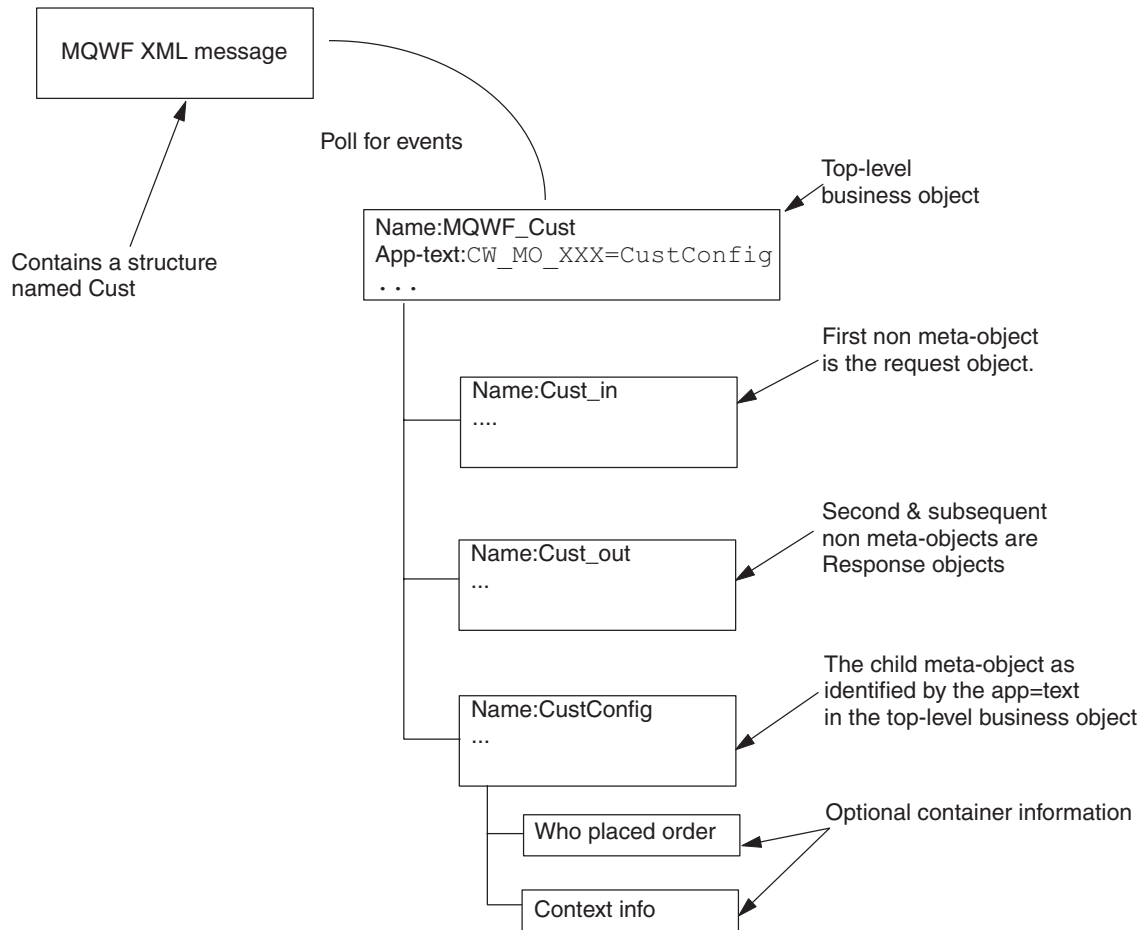 MQWF XML message
Poll for events
Top-level
business object
Name:MQWF_Cust
App-text:CW_MO_XXX=CustConfig
...
Contains a structure
named Cust
First non meta-object
is the request object.
Name:Cust_in
....
Second & subsequent
non meta-objects are
Response objects
Name:Cust_out
...
The child meta-object as
identified by the app=text
in the top-level business object
Name:CustConfig
...
Optional container information
Who placed order
Context info